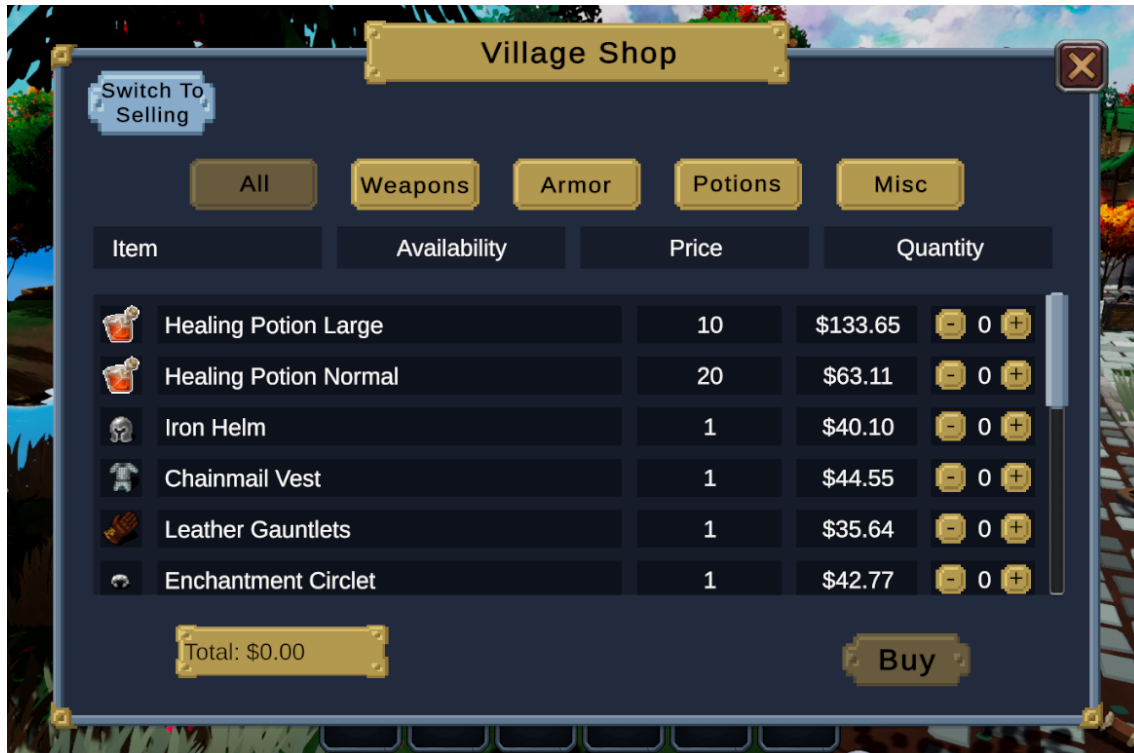 Village Shop
Switch To
Selling
All Weapons Armor Potions Misc
Item Availability Price Quantity
Healing Potion Large 10 $133.65 - 0 +
Healing Potion Normal 20 $63.11 - 0 +
Iron Helm 1 $40.10 - 0 +
Chainmail Vest 1 $44.55 - 0 +
Leather Gauntlets 1 $35.64 - 0 +
Enchantment Circlet 1 $42.77 - 0 +
Total: $0.00
Buy